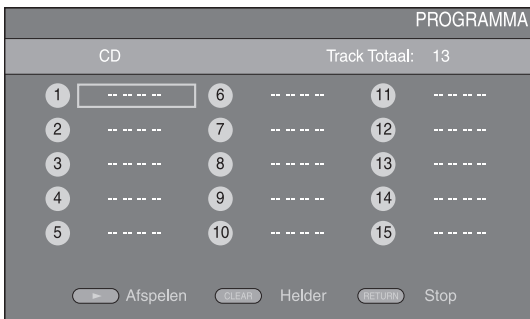 PROGRAMMA
CD Track Totaal: 13
1 -- -- -- -- 6 -- -- -- -- 11 -- -- -- --
2 -- -- -- -- 7 -- -- -- -- 12 -- -- -- --
3 -- -- -- -- 8 -- -- -- -- 13 -- -- -- --
4 -- -- -- -- 9 -- -- -- -- 14 -- -- -- --
5 -- -- -- -- 10 -- -- -- -- 15 -- -- -- --
Afspelen CLEAR Helder RETURN Stop